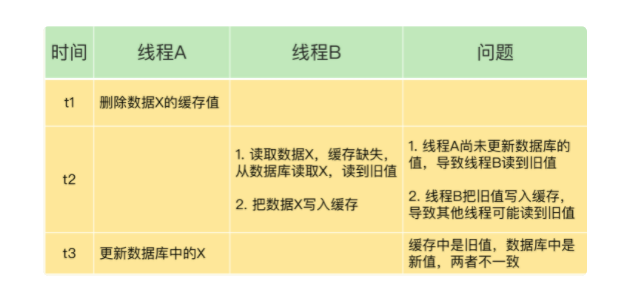 时间 线程A 线程B 问题
t1 删除数据X的缓存值
t2
1. 读取数据X，缓存缺失，
从数据库读取X，读到旧值
2. 把数据X写入缓存
1. 线程A尚未更新数据库的
值，导致线程B读到旧值
2. 线程B把旧值写入缓存，
导致其他线程可能读到旧值
t3 更新数据库中的X
缓存中是旧值，数据库中是
新值，两者不一致